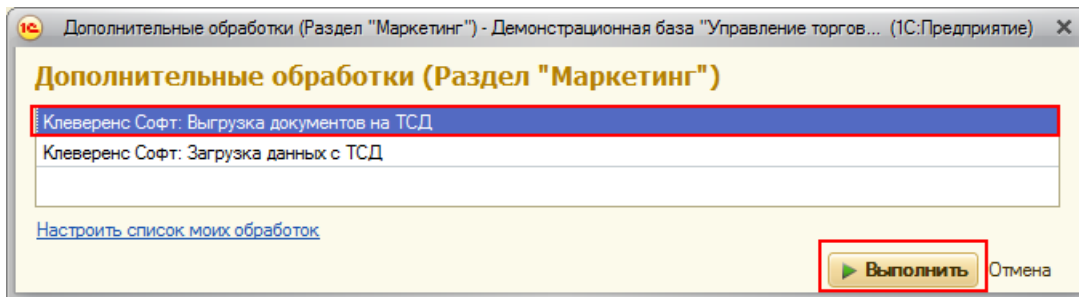 1С Дополнительные обработки (Раздел "Маркетинг") - Демонстрационная база "Управление торгов... (1С:Предприятие)
Дополнительные обработки (Раздел "Маркетинг")
Клеверенс Софт: Выгрузка документов на ТСД
Клеверенс Софт: Загрузка данных с ТСД
Настроить список моих обработок
Выполнить Отмена